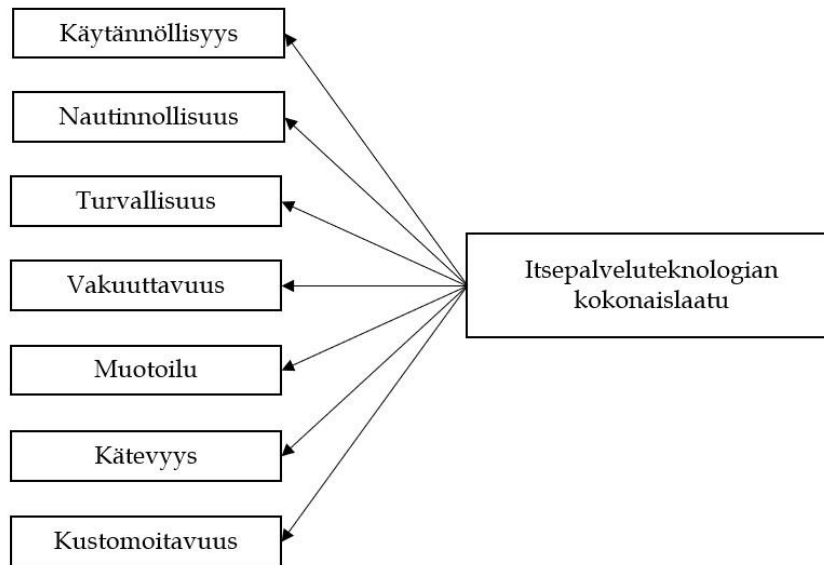 Käytännöllisyys
Nautinnollisuus
Turvallisuus
Vakuuttavuus
Muotoilu
Kätevyys
Kustomoitavuus
Itsepalveluteknologian
kokonaislaatu